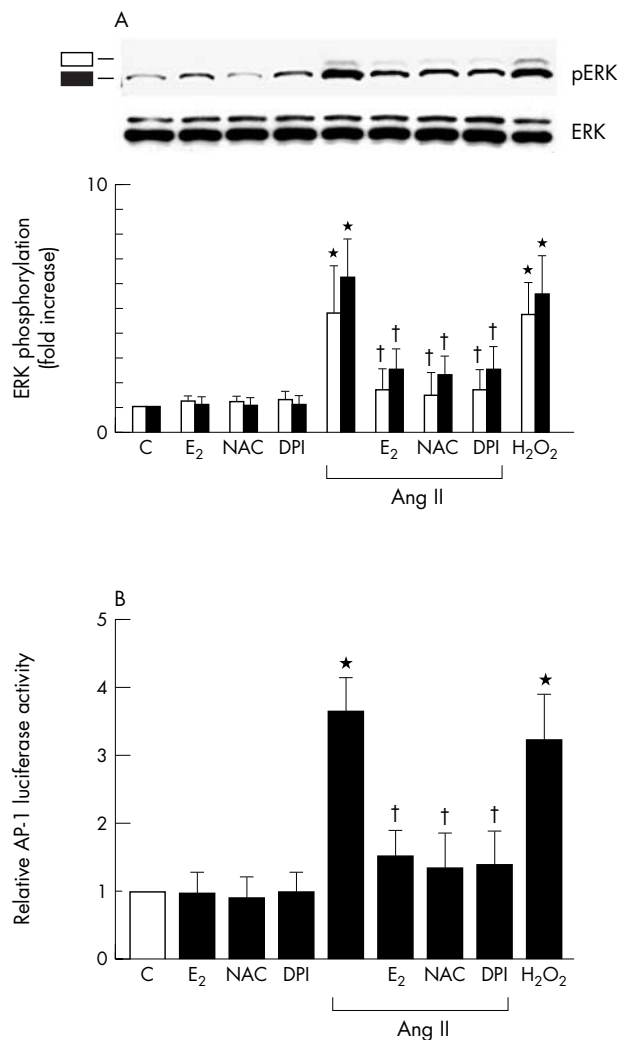 A
pERK
ERK
ERK phosphorylation
(fold increase)
10
5
0
★ ★ † † † † † † ★ ★
C E₂ NAC DPI E₂ NAC DPI H₂O₂
Ang II
B
Relative AP-1 luciferase activity
5
4
3
2
1
0
★ † † † ★
C E₂ NAC DPI E₂ NAC DPI H₂O₂
Ang II